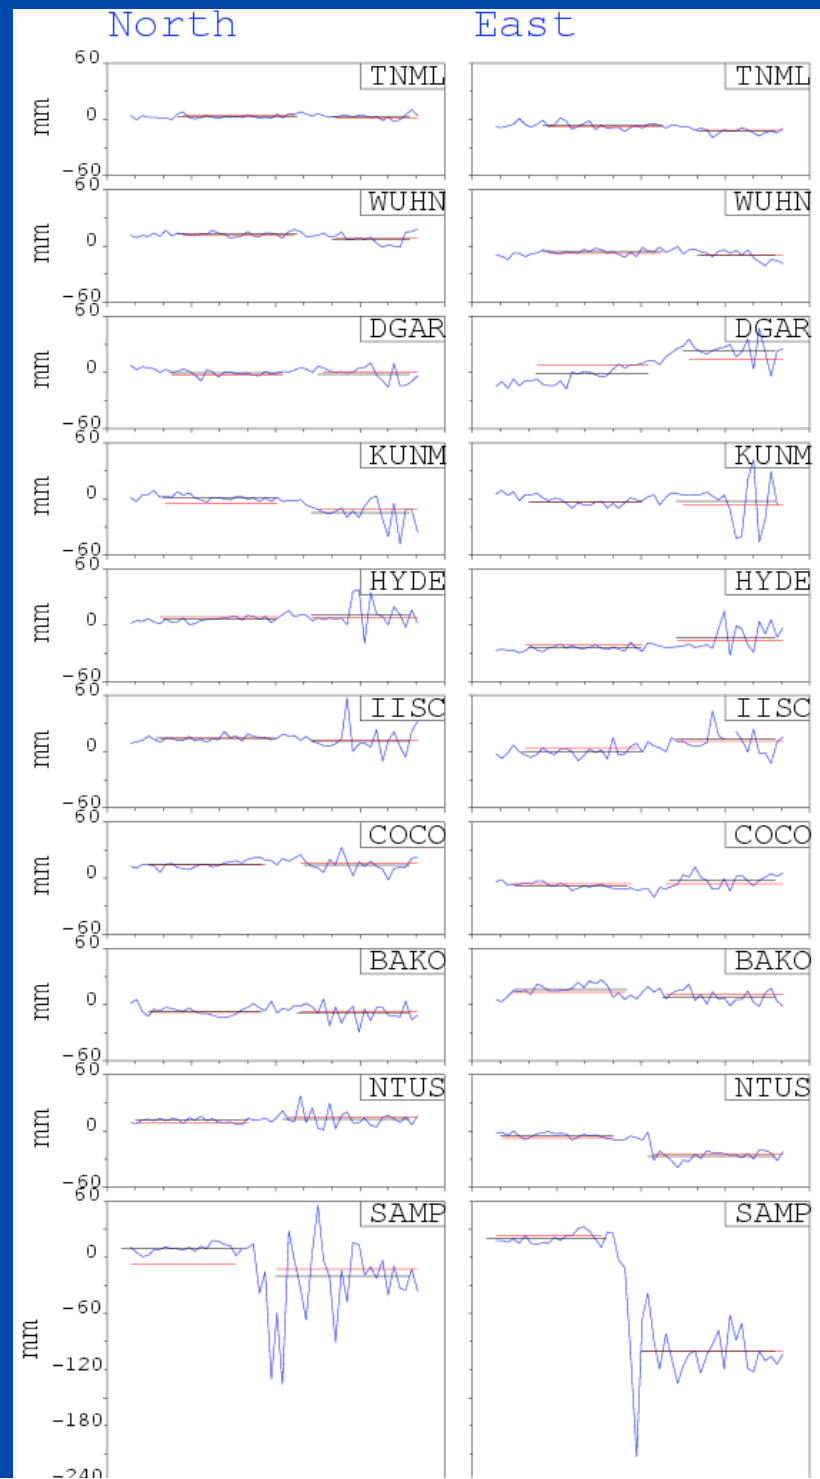 North East
60
TNML TNML
mm
0
-60
60
WUHN WUHN
mm
0
-60
60
DGAR DGAR
mm
0
-60
60
KUNM KUNM
mm
0
-60
60
HYDE HYDE
mm
0
-60
60
IISC IISC
mm
0
-60
60
COCO COCO
mm
0
-60
60
BAKO BAKO
mm
0
-60
60
NTUS NTUS
mm
0
-60
60
SAMP SAMP
0
-60
mm
-120
-180
-240